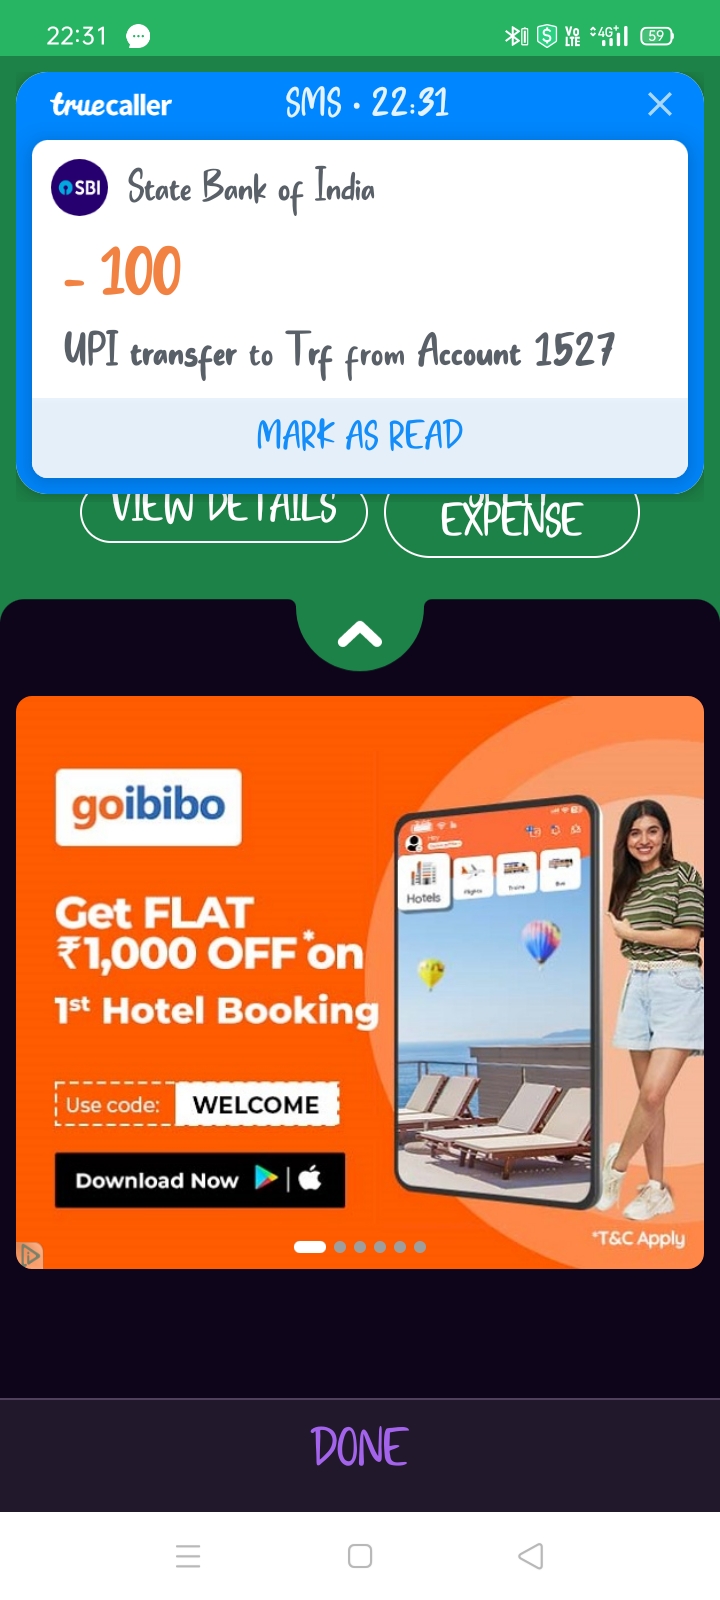 22:31
VoLTE 4G+ 59
truecaller
SMS • 22:31
SBI State Bank of India
- 100
UPI transfer to Trf from Account 1527
MARK AS READ
VIEW DETAILS
EXPENSE
goibibo
Hotels
Flights
Trains
Bus
Get FLAT
₹1,000 OFF* on
1st Hotel Booking
Use code: WELCOME
Download Now
*T&C Apply
DONE